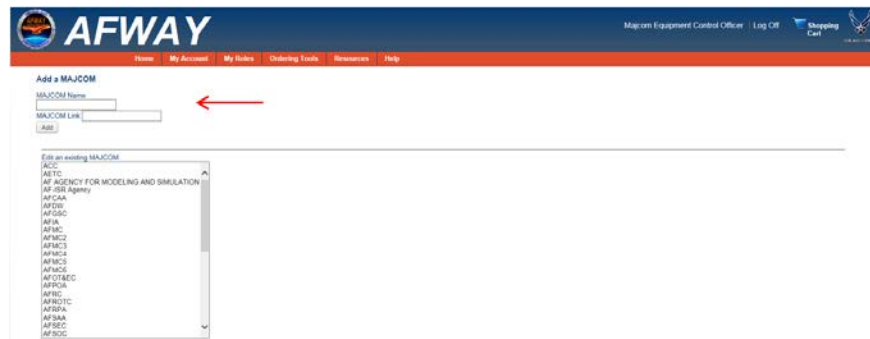 AFWAY
Majcom Equipment Control Officer Log Off Shopping Cart
Home My Account My Roles Ordering Tools Resources Help
Add a MAJCOM
MAJCOM Name
MAJCOM Link
Add
Edit an existing MAJCOM
ACC
AETC
AF AGENCY FOR MODELING AND SIMULATION
AF-ISR Agency
AFCAA
AFDW
AFGSC
AFIA
AFMC
AFMC2
AFMC3
AFMC4
AFMC5
AFMC6
AFOT&EC
AFPOA
AFRC
AFROTC
AFRPA
AFSAA
AFSEC
AFSOC